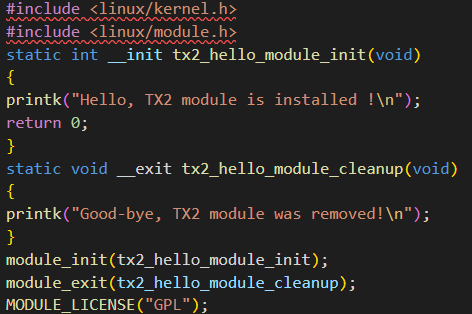 #include <linux/kernel.h>
#include <linux/module.h>
static int __init tx2_hello_module_init(void)
{
printk("Hello, TX2 module is installed !\n");
return 0;
}
static void __exit tx2_hello_module_cleanup(void)
{
printk("Good-bye, TX2 module was removed!\n");
}
module_init(tx2_hello_module_init);
module_exit(tx2_hello_module_cleanup);
MODULE_LICENSE("GPL");